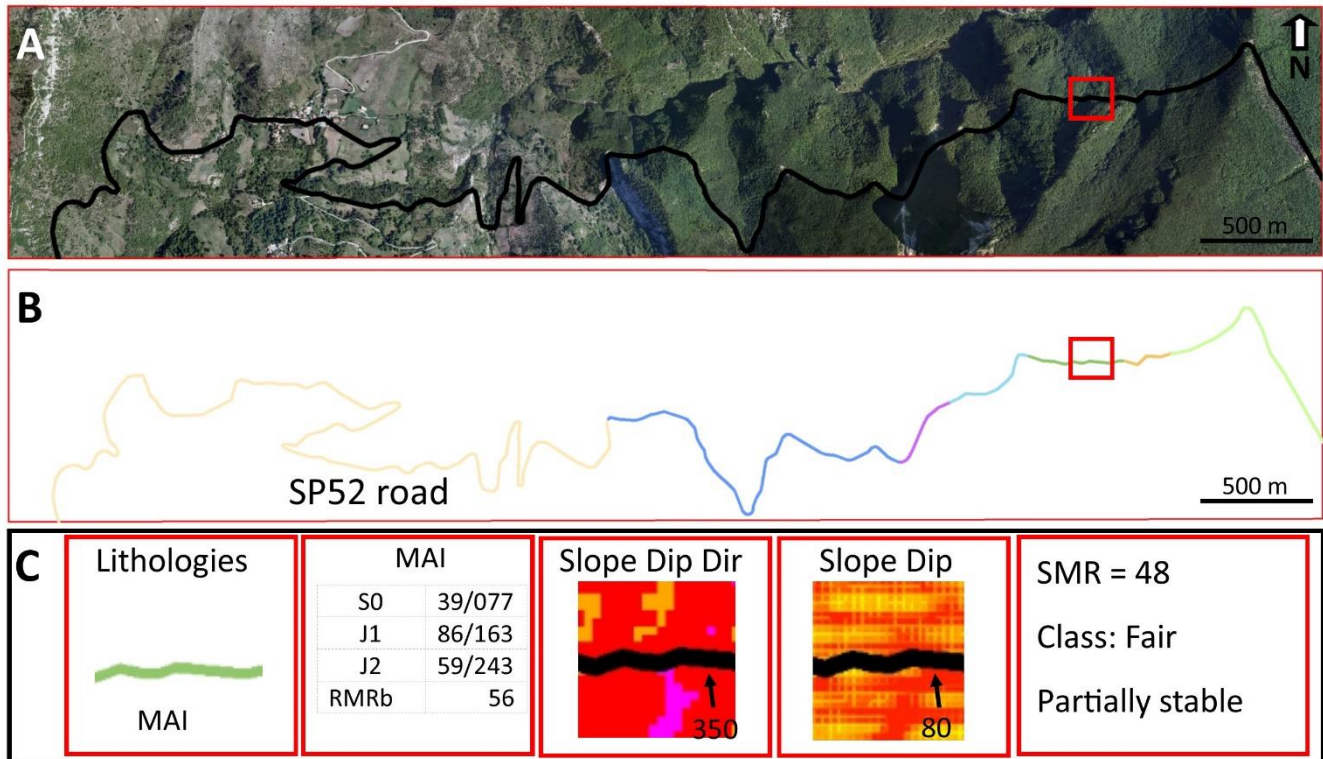 A
N
500 m
B
SP52 road
500 m
C
Lithologies
MAI
MAI
S0 39/077
J1 86/163
J2 59/243
RMRb 56
Slope Dip Dir
350
Slope Dip
80
SMR = 48
Class: Fair
Partially stable